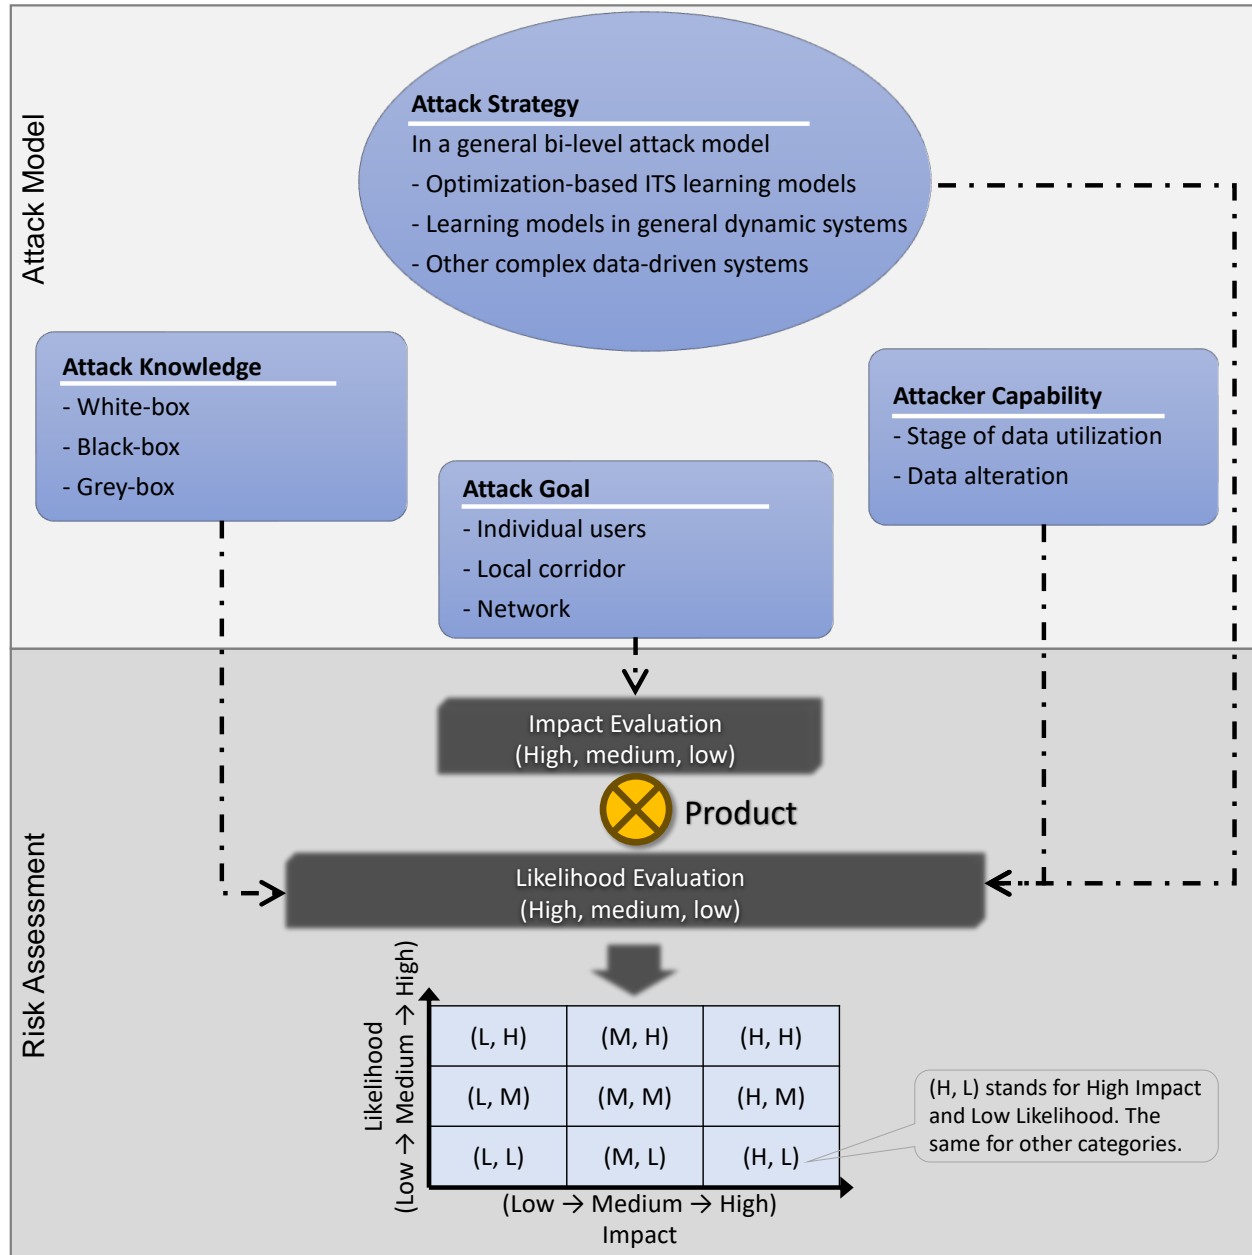 Attack Model
Attack Strategy
In a general bi-level attack model
- Optimization-based ITS learning models
- Learning models in general dynamic systems
- Other complex data-driven systems
Attack Knowledge
- White-box
- Black-box
- Grey-box
Attack Goal
- Individual users
- Local corridor
- Network
Attacker Capability
- Stage of data utilization
- Data alteration
Risk Assessment
Impact Evaluation
(High, medium, low)
Product
Likelihood Evaluation
(High, medium, low)
Likelihood
(Low → Medium → High)
(L, H) (M, H) (H, H)
(L, M) (M, M) (H, M)
(L, L) (M, L) (H, L)
(Low → Medium → High)
Impact
(H, L) stands for High Impact
and Low Likelihood. The
same for other categories.